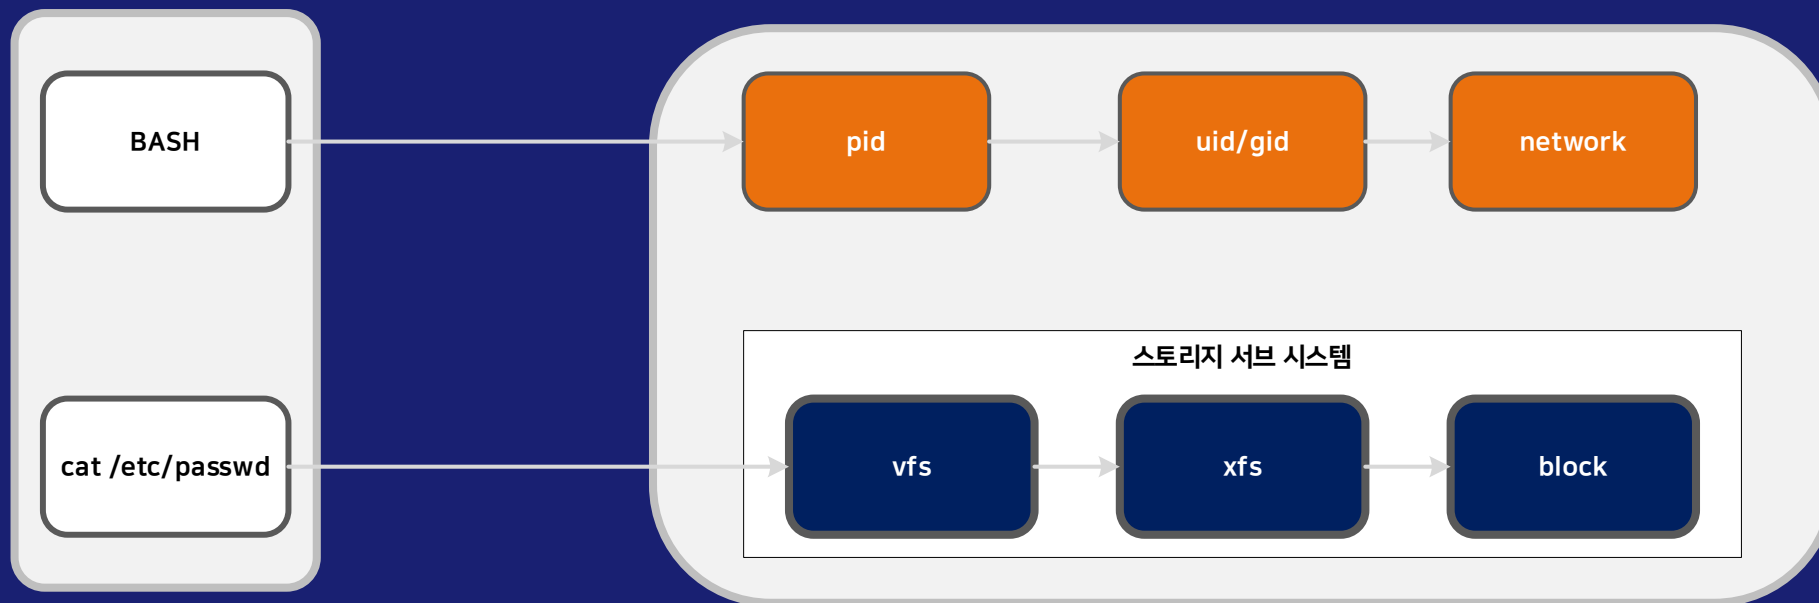 BASH
pid
uid/gid
network
스토리지 서브 시스템
cat /etc/passwd
vfs
xfs
block